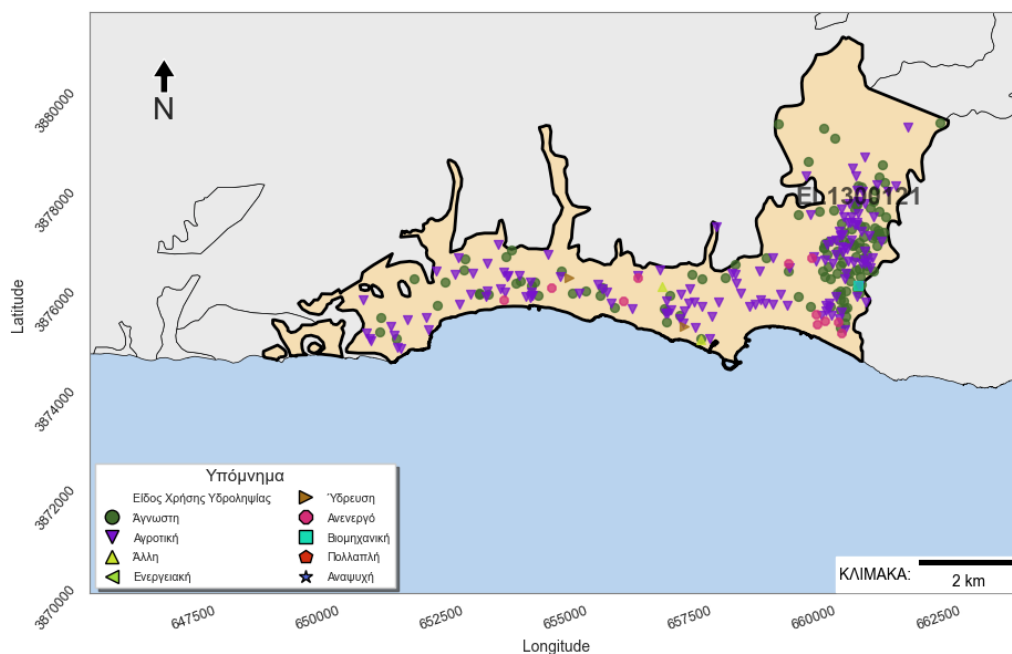 N
EL1300121
3880000
3878000
3876000
3874000
3872000
3870000
Latitude
Υπόμνημα
Είδος Χρήσης Υδροληψίας
Άγνωστη
Αγροτική
Άλλη
Ενεργειακή
Ύδρευση
Ανενεργό
Βιομηχανική
Πολλαπλή
Αναψυχή
ΚΛΙΜΑΚΑ:
2 km
647500
650000
652500
655000
657500
660000
662500
Longitude